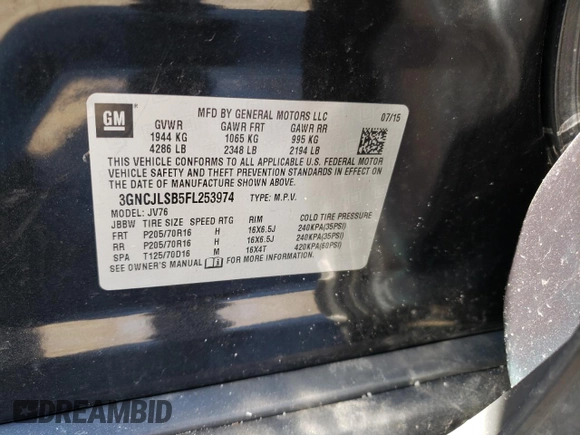 GM
MFD BY GENERAL MOTORS LLC 07/15
GVWR GAWR FRT GAWR RR
1944 KG 1065 KG 995 KG
4286 LB 2348 LB 2194 LB
THIS VEHICLE CONFORMS TO ALL APPLICABLE U.S. FEDERAL MOTOR
VEHICLE SAFETY AND THEFT PREVENTION STANDARDS IN EFFECT ON THE
DATE OF MANUFACTURE SHOWN ABOVE.
3GNCJLSB5FL253974 TYPE: M.P.V.
MODEL: JV76
JBBW TIRE SIZE SPEED RTG RIM COLD TIRE PRESSURE
FRT P205/70R16 H 16X6.5J 240KPA(35PSI)
RR P205/70R16 H 16X6.5J 240KPA(35PSI)
SPA T125/70D16 M 16X4T 420KPA(60PSI)
SEE OWNER'S MANUAL FOR MORE INFORMATION.
DREAMBID